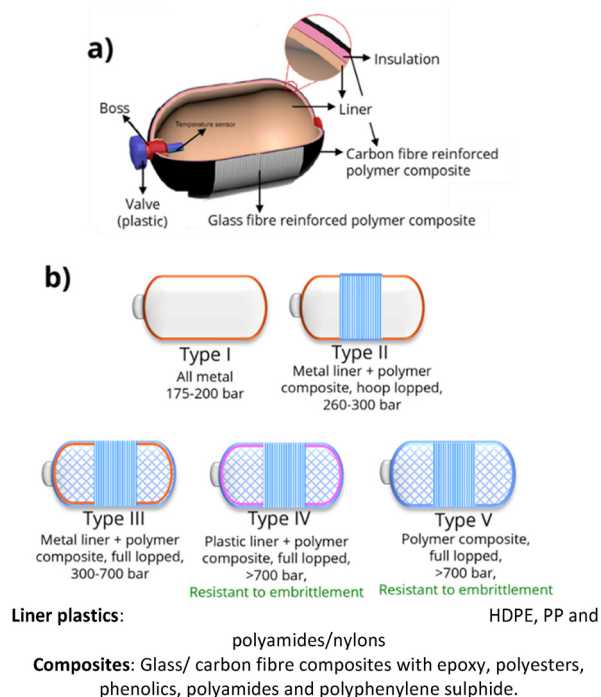 a)
Insulation
Liner
Boss
Temperature sensor
Carbon fibre reinforced
polymer composite
Valve
(plastic)
Glass fibre reinforced polymer composite
b)
Type I
All metal
175-200 bar
Type II
Metal liner + polymer
composite, hoop lopped,
260-300 bar
Type III
Metal liner + polymer
composite, full lopped,
300-700 bar
Type IV
Plastic liner + polymer
composite, full lopped,
>700 bar,
Resistant to embrittlement
Type V
Polymer composite,
full lopped,
>700 bar,
Resistant to embrittlement
Liner plastics: HDPE, PP and
polyamides/nylons
Composites: Glass/ carbon fibre composites with epoxy, polyesters,
phenolics, polyamides and polyphenylene sulphide.